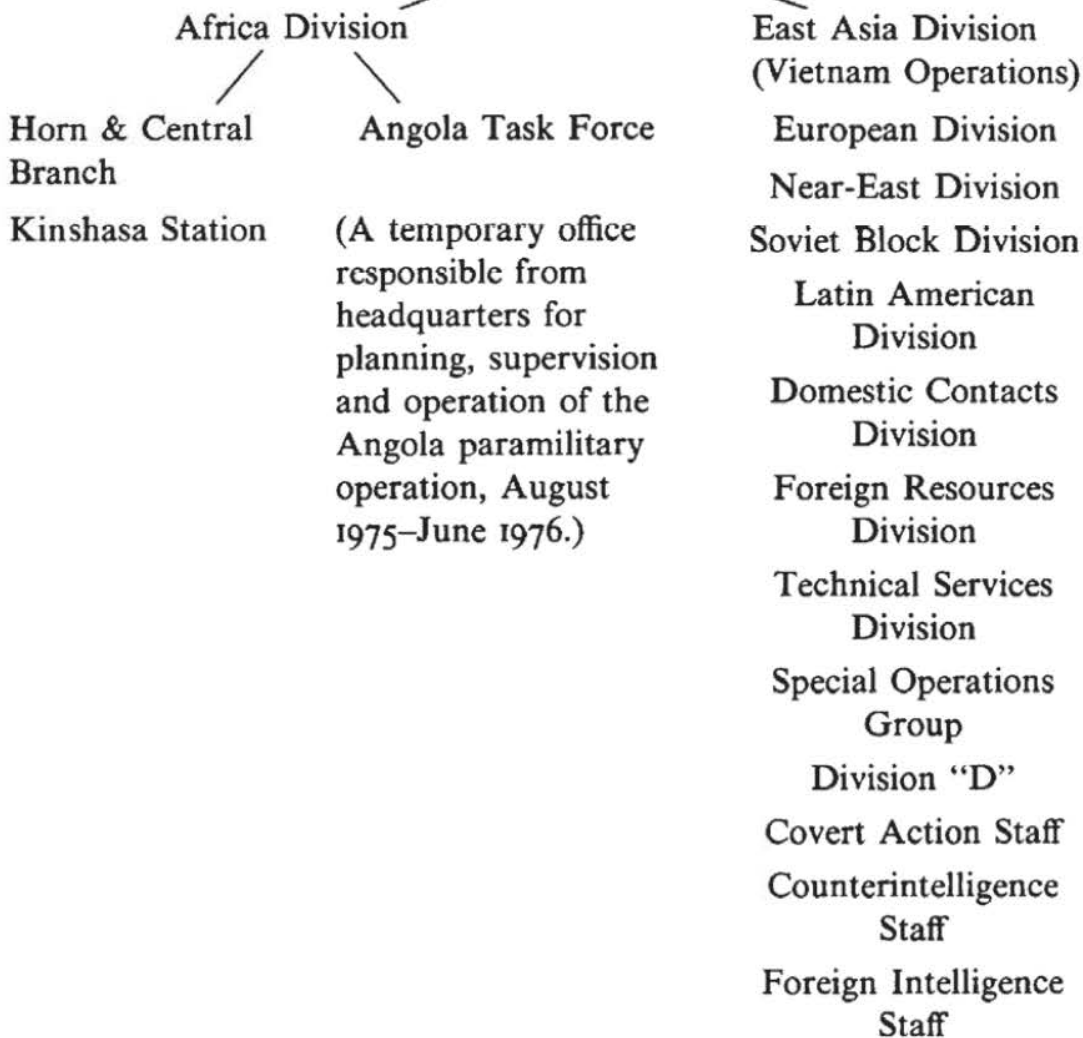 Africa Division
Horn & Central
Branch
Kinshasa Station
Angola Task Force
(A temporary office
responsible from
headquarters for
planning, supervision
and operation of the
Angola paramilitary
operation, August
1975–June 1976.)
East Asia Division
(Vietnam Operations)
European Division
Near-East Division
Soviet Block Division
Latin American
Division
Domestic Contacts
Division
Foreign Resources
Division
Technical Services
Division
Special Operations
Group
Division “D”
Covert Action Staff
Counterintelligence
Staff
Foreign Intelligence
Staff